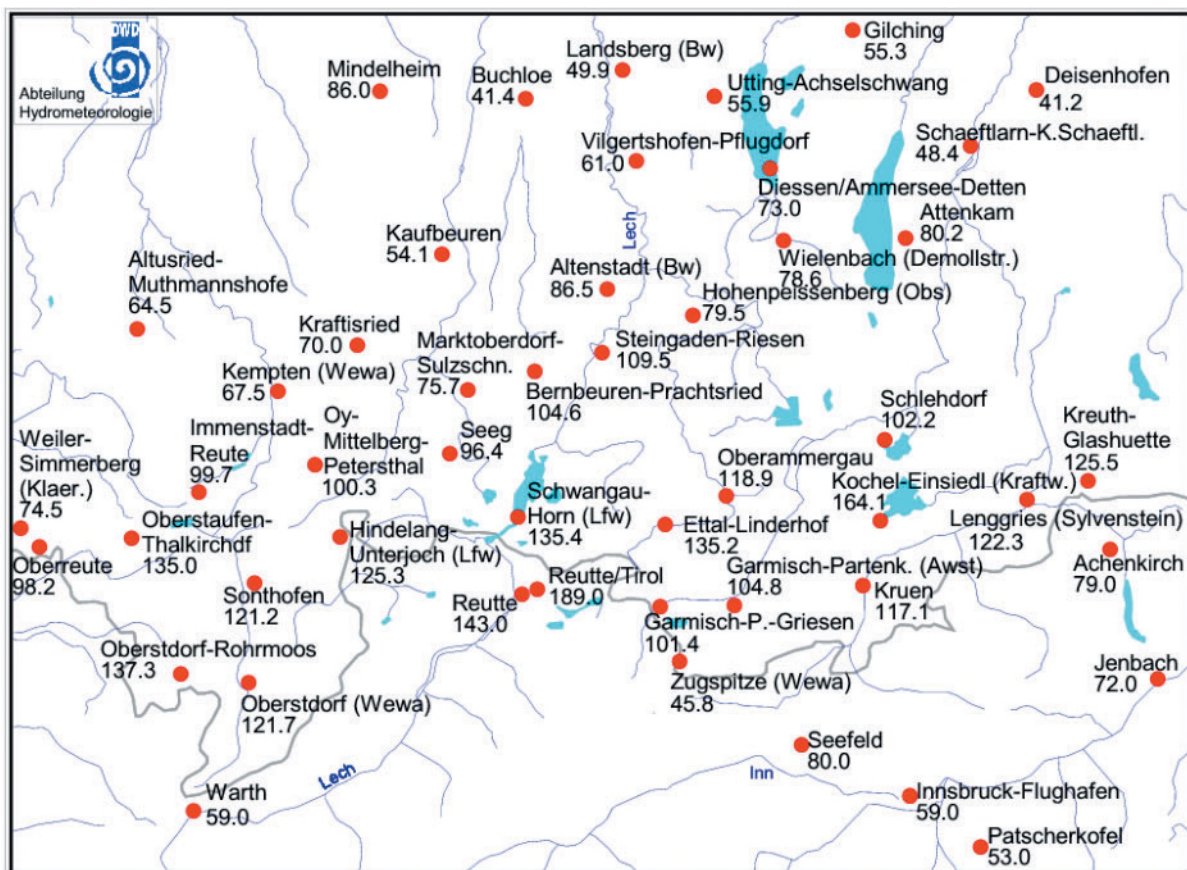 DWD
Abteilung
Hydrometeorologie
Gilching
55.3
Landsberg (Bw)
49.9
Mindelheim
86.0
Buchloe
41.4
Utting-Achselschwang
55.9
Deisenhofen
41.2
Schaeftlarn-K.Schaeftl.
48.4
Vilgertshofen-Pflugdorf
61.0
Diessen/Ammersee-Detten
73.0
Lech
Attenkam
80.2
Kaufbeuren
54.1
Wielenbach (Demollstr.)
78.6
Altusried-
Muthmannshofe
64.5
Altenstadt (Bw)
86.5
Hohenpeissenberg (Obs)
79.5
Kraftisried
70.0
Marktoberdorf-
Sulzschn.
75.7
Steingaden-Riesen
109.5
Kempten (Wewa)
67.5
Bernbeuren-Prachtsried
104.6
Schlehdorf
102.2
Kreuth-
Glashuette
125.5
Immenstadt-
Reute
99.7
Oy-
Mittelberg-
Petersthal
100.3
Seeg
96.4
Weiler-
Simmerberg
(Klaer.)
74.5
Oberammergau
118.9
Kochel-Einsiedl (Kraftw.)
164.1
Schwangau-
Horn (Lfw)
135.4
Ettal-Linderhof
135.2
Lenggries (Sylvenstein)
122.3
Oberstaufen-
Thalkirchdf
135.0
Hindelang-
Unterjoch (Lfw)
125.3
Oberreute
98.2
Achenkirch
79.0
Garmisch-Partenk. (Awst)
104.8
Reutte/Tirol
189.0
Kruen
117.1
Sonthofen
121.2
Reutte
143.0
Garmisch-P.-Griesen
101.4
Oberstdorf-Rohrmoos
137.3
Jenbach
72.0
Zugspitze (Wewa)
45.8
Oberstdorf (Wewa)
121.7
Seefeld
80.0
Lech
Inn
Warth
59.0
Innsbruck-Flughafen
59.0
Patscherkofel
53.0